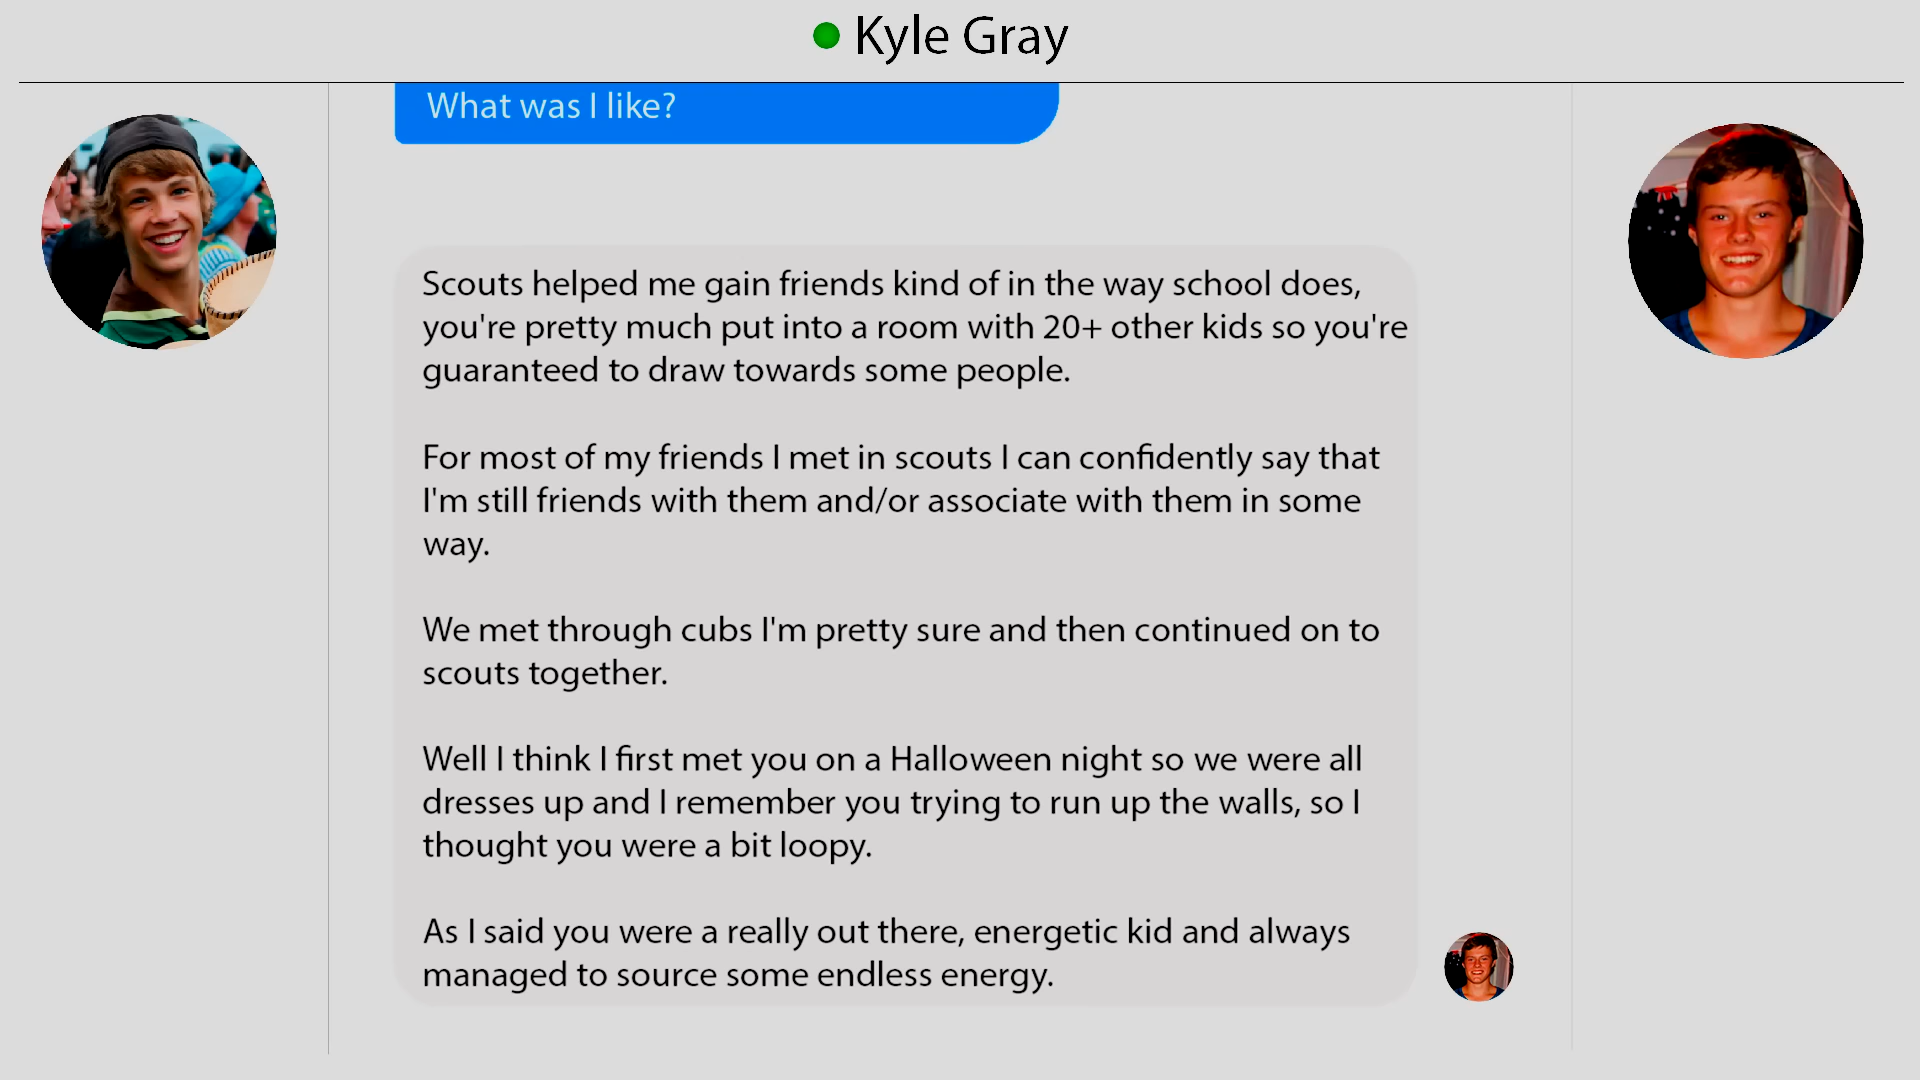 Kyle Gray
What was I like?
Scouts helped me gain friends kind of in the way school does,
you're pretty much put into a room with 20+ other kids so you're
guaranteed to draw towards some people.
For most of my friends I met in scouts I can confidently say that
I'm still friends with them and/or associate with them in some
way.
We met through cubs I'm pretty sure and then continued on to
scouts together.
Well I think I first met you on a Halloween night so we were all
dresses up and I remember you trying to run up the walls, so I
thought you were a bit loopy.
As I said you were a really out there, energetic kid and always
managed to source some endless energy.